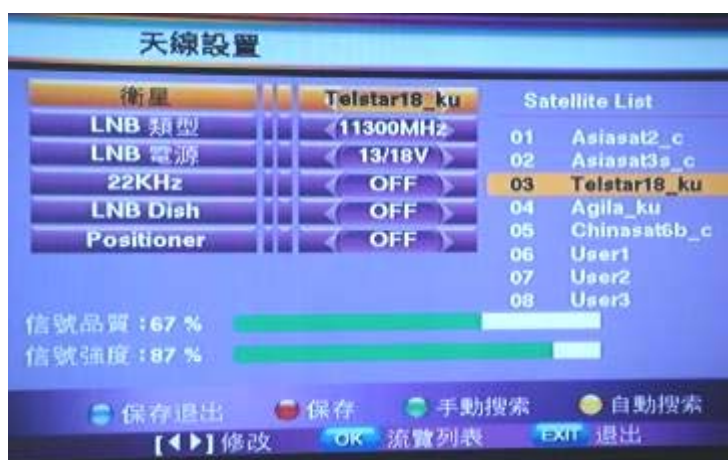 天線設置
衛星 Telstar18_ku
LNB 類型 11300MHz
LNB 電源 13/18V
22KHz OFF
LNB Dish OFF
Positioner OFF
Satellite List
01 Asiasat2_c
02 Asiasat3s_c
03 Telstar18_ku
04 Agila_ku
05 Chinasat6b_c
06 User1
07 User2
08 User3
信號品質:67 %
信號強度:87 %
保存退出 保存 手動搜索 自動搜索
[◀ ▶]修改 OK 流覽列表 EXIT 退出